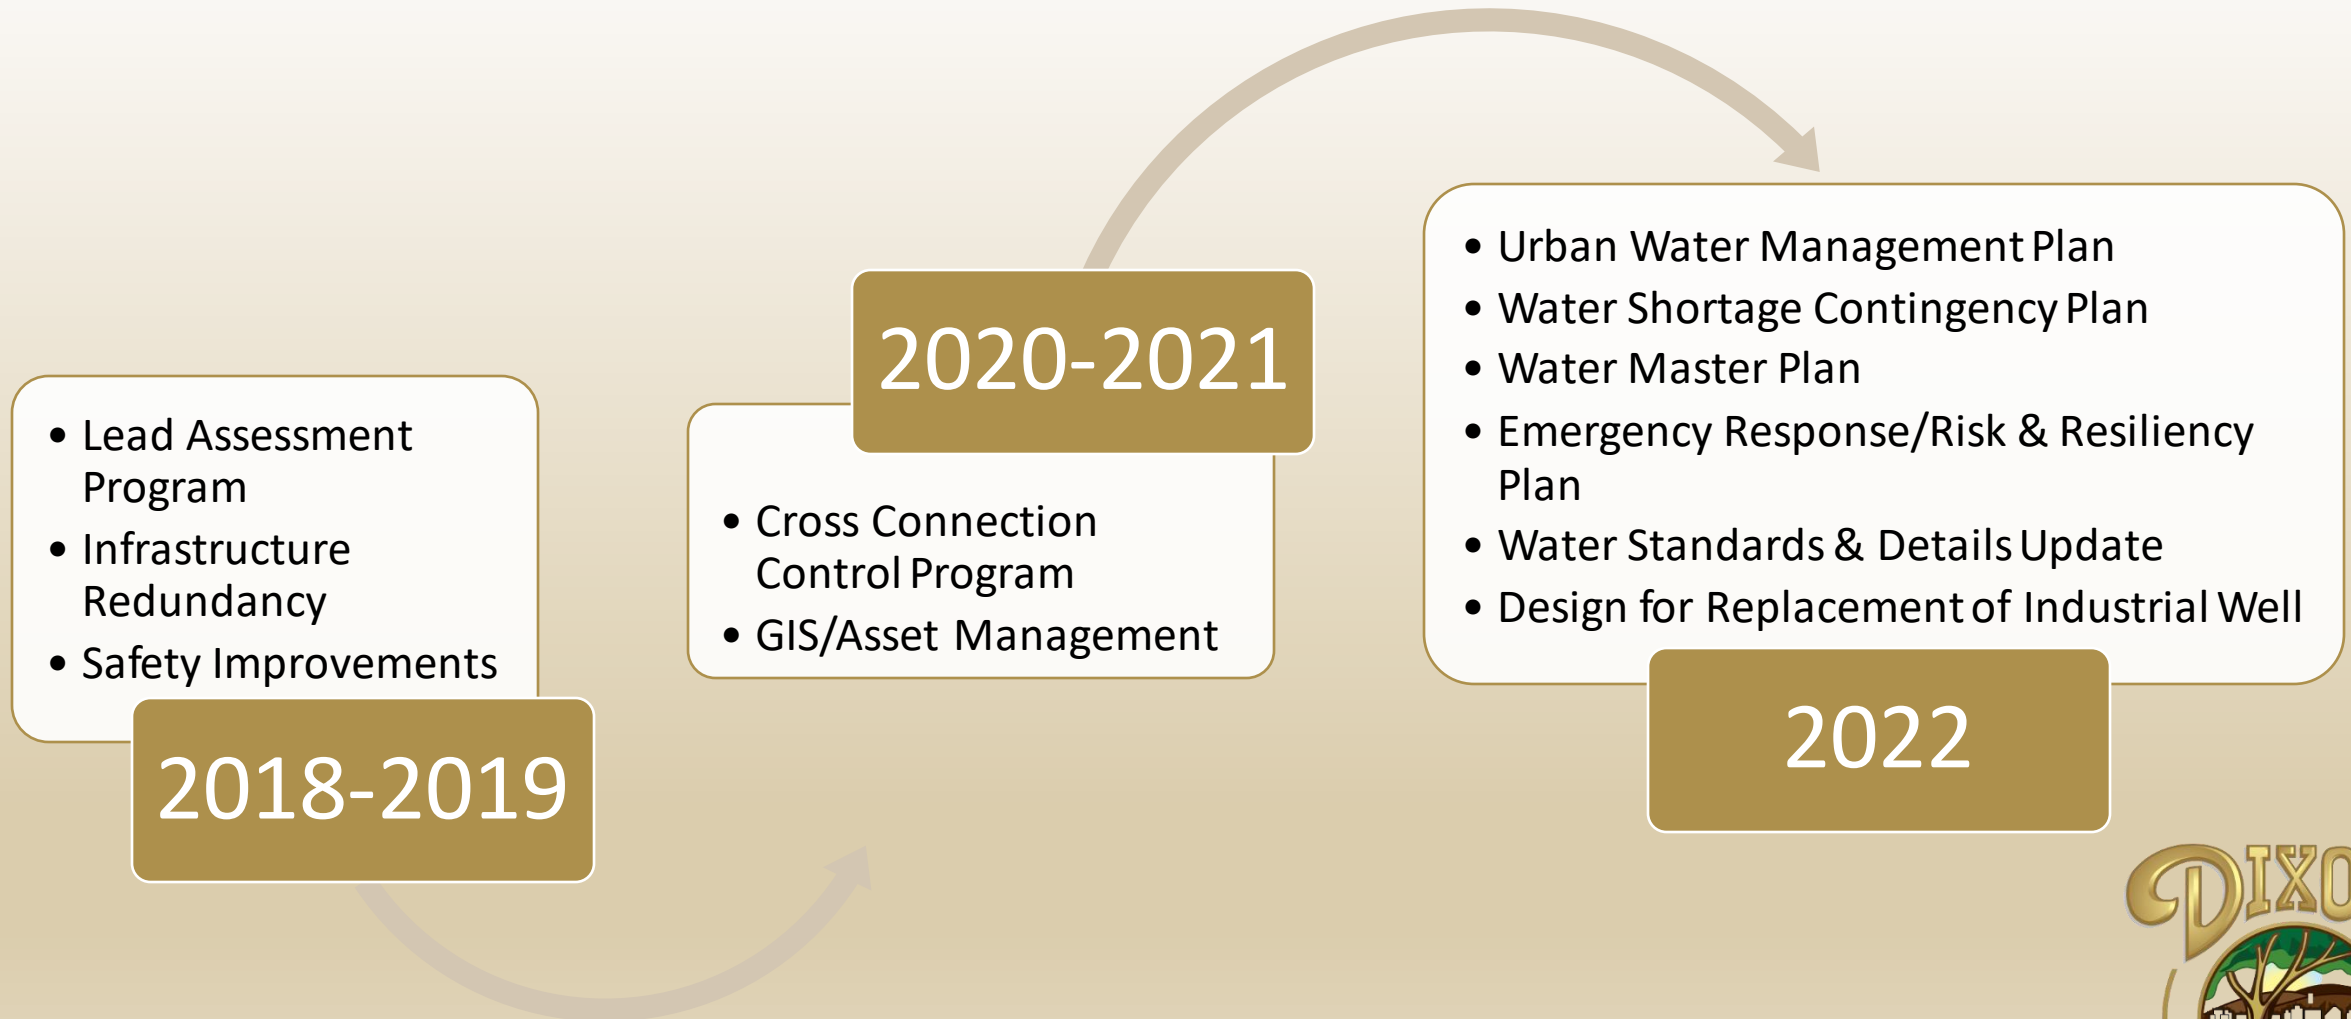 • Lead Assessment
Program
• Infrastructure
Redundancy
• Safety Improvements
2018-2019
2020-2021
• Cross Connection
Control Program
• GIS/Asset Management
• Urban Water Management Plan
• Water Shortage Contingency Plan
• Water Master Plan
• Emergency Response/Risk & Resiliency
Plan
• Water Standards & Details Update
• Design for Replacement of Industrial Well
2022
DIXO